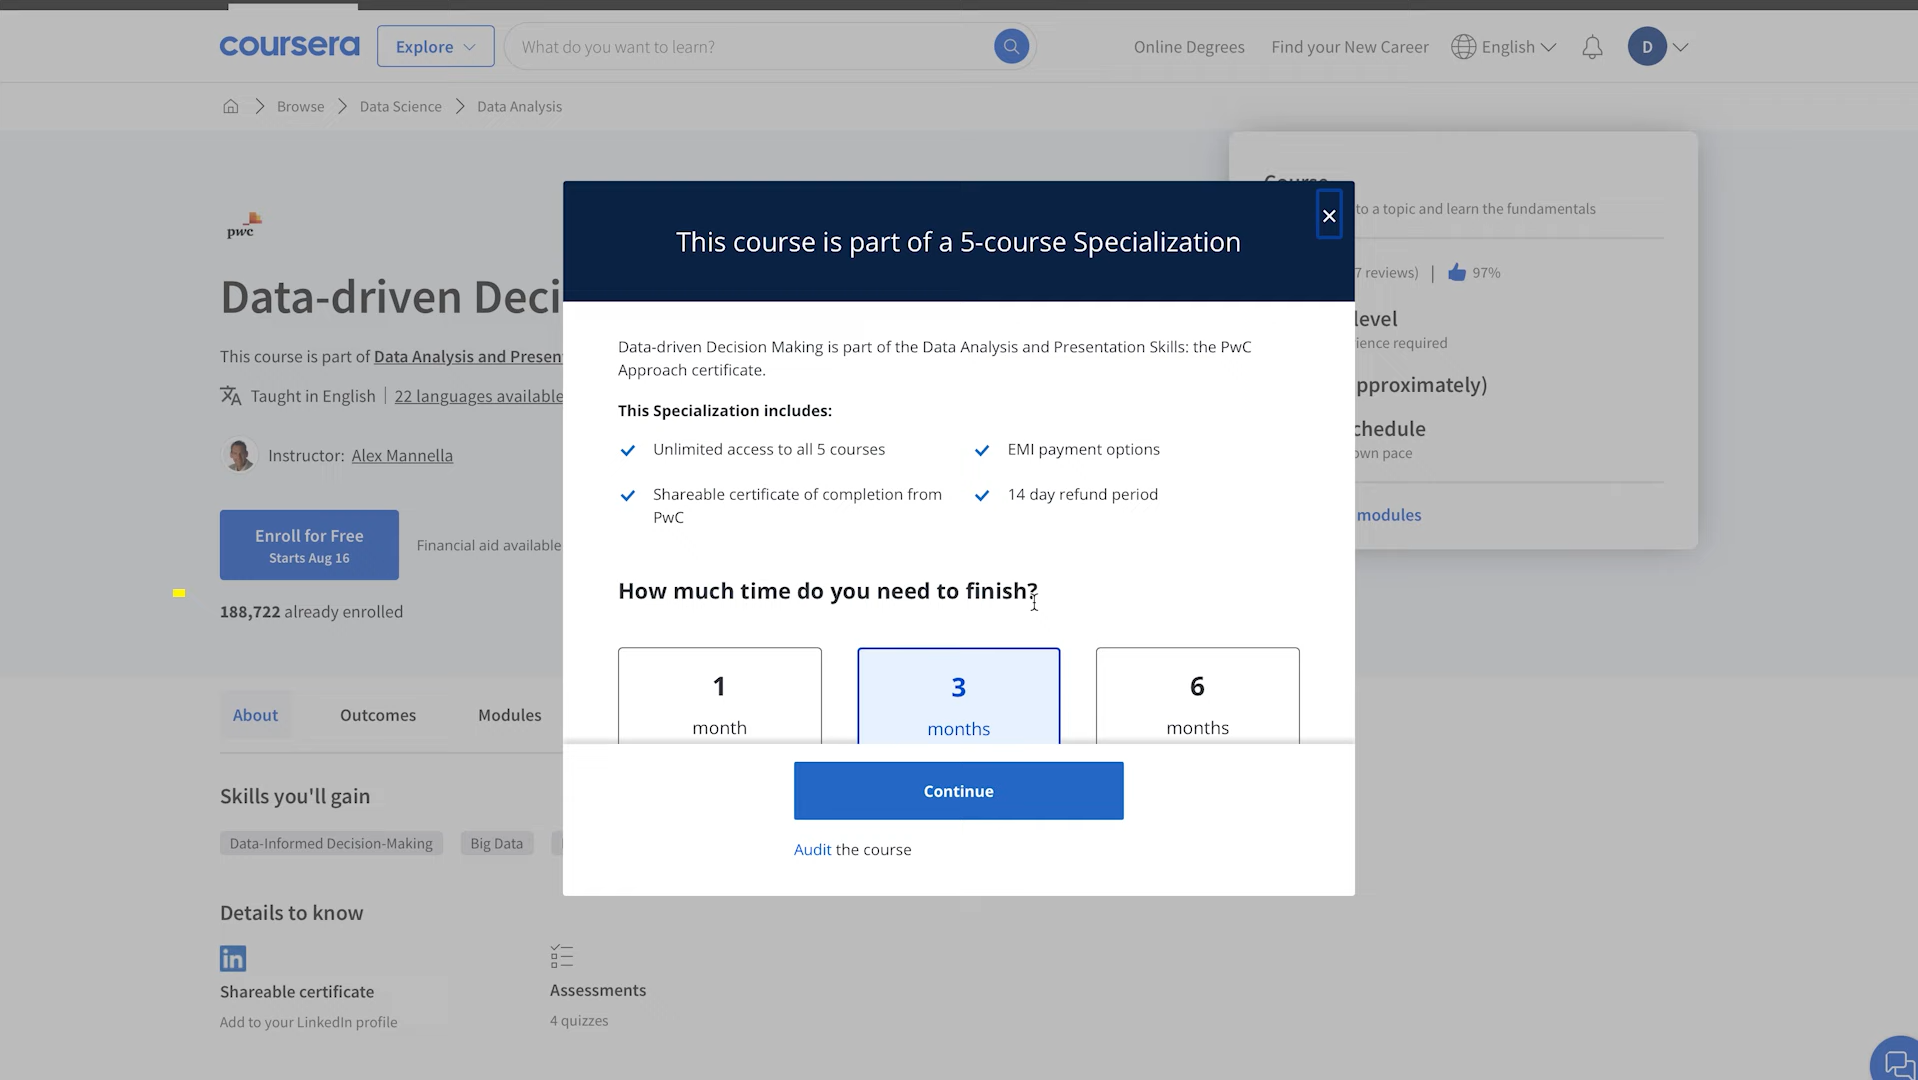 coursera
Explore
What do you want to learn?
Online Degrees
Find your New Career
English
D
Browse
Data Science
Data Analysis
pwc
Data-driven Deci
This course is part of Data Analysis and Presen
Taught in English
22 languages available
Instructor: Alex Mannella
Enroll for Free
Starts Aug 16
Financial aid available
188,722 already enrolled
About
Outcomes
Modules
Skills you'll gain
Data-Informed Decision-Making
Big Data
Details to know
in
Shareable certificate
Add to your LinkedIn profile
Assessments
4 quizzes
This course is part of a 5-course Specialization
Data-driven Decision Making is part of the Data Analysis and Presentation Skills: the PwC
Approach certificate.
This Specialization includes:
Unlimited access to all 5 courses
EMI payment options
Shareable certificate of completion from
PwC
14 day refund period
How much time do you need to finish?
1
month
3
months
6
months
Continue
Audit the course
to a topic and learn the fundamentals
7 reviews)
97%
level
ience required
pproximately)
chedule
own pace
modules